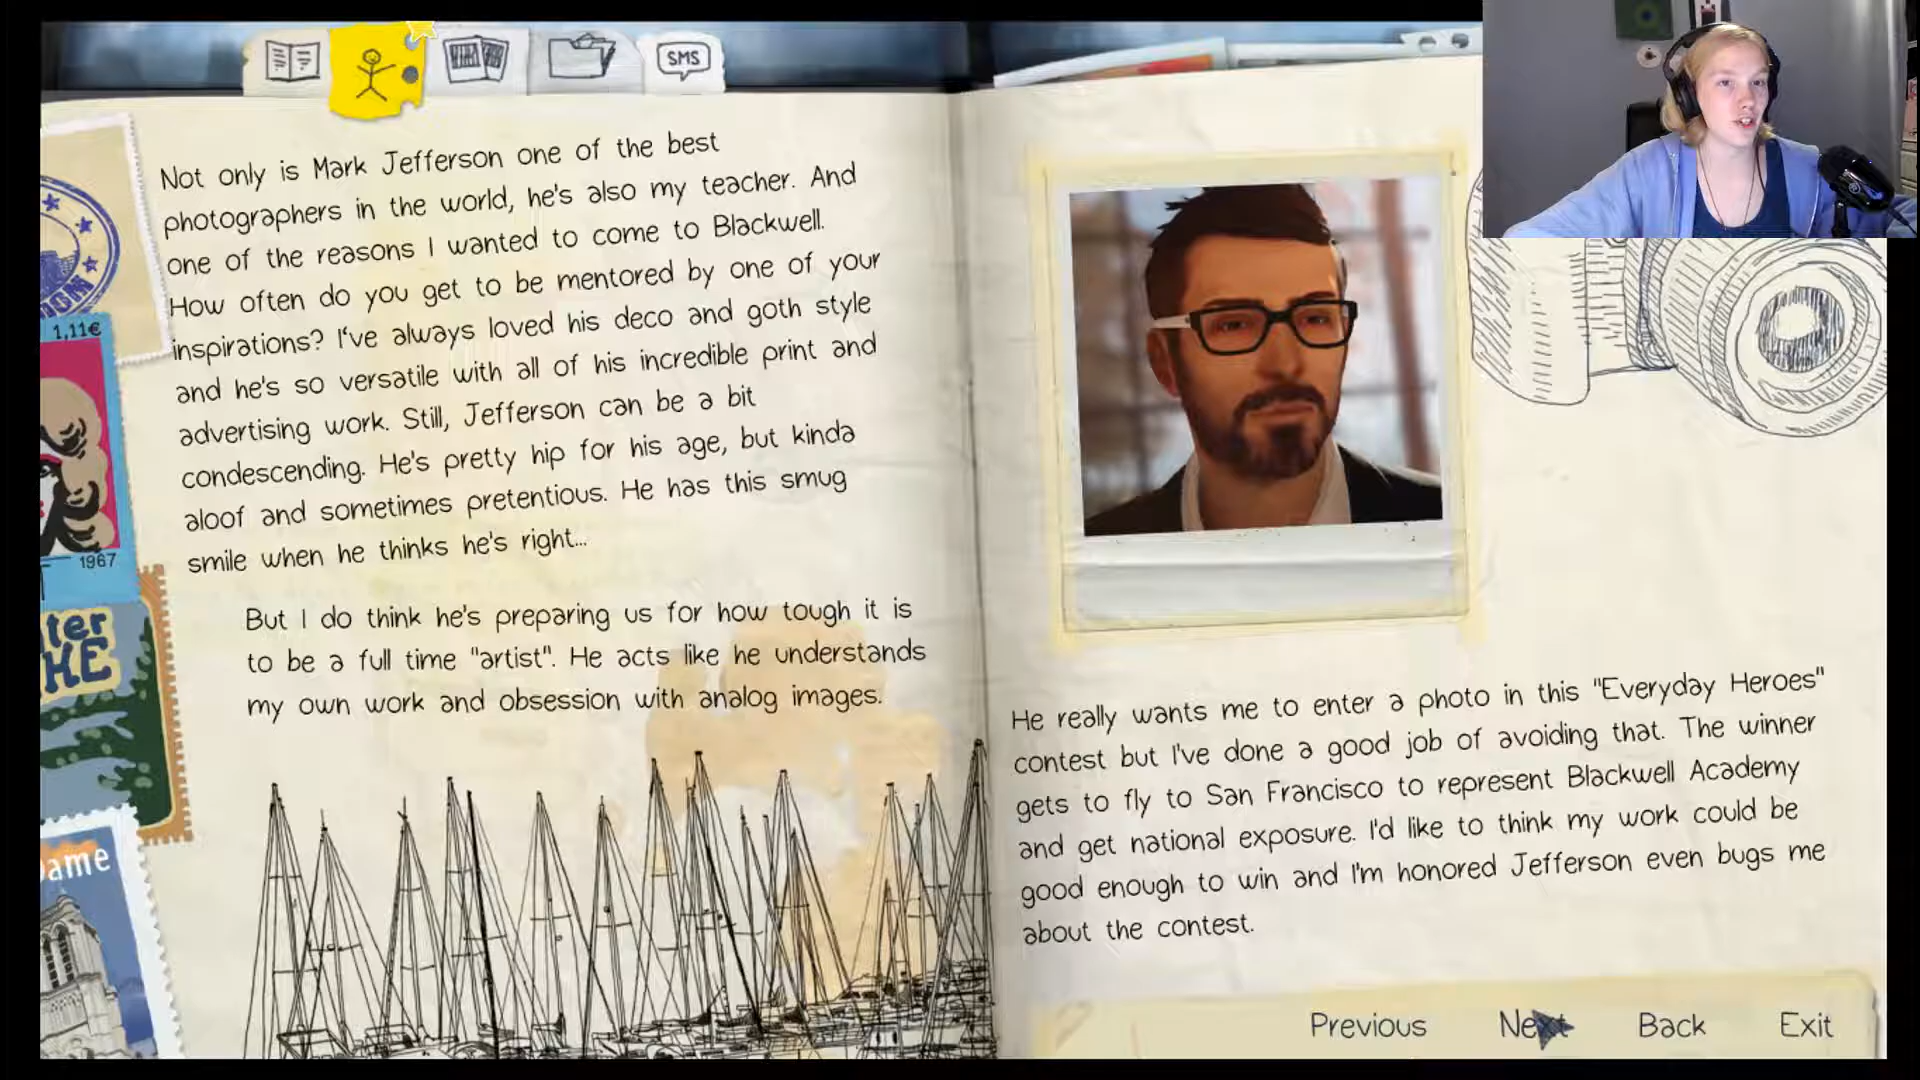 SMS
Not only is Mark Jefferson one of the best
photographers in the world, he's also my teacher. And
one of the reasons I wanted to come to Blackwell.
How often do you get to be mentored by one of your
inspirations? I've always loved his deco and goth style
and he's so versatile with all of his incredible print and
advertising work. Still, Jefferson can be a bit
condescending. He's pretty hip for his age, but kinda
aloof and sometimes pretentious. He has this smug
smile when he thinks he's right...
But I do think he's preparing us for how tough it is
to be a full time "artist". He acts like he understands
my own work and obsession with analog images.
1,11€
1967
ter
KE
ame
He really wants me to enter a photo in this "Everyday Heroes"
contest but I've done a good job of avoiding that. The winner
gets to fly to San Francisco to represent Blackwell Academy
and get national exposure. I'd like to think my work could be
good enough to win and I'm honored Jefferson even bugs me
about the contest.
Previous Next Back Exit